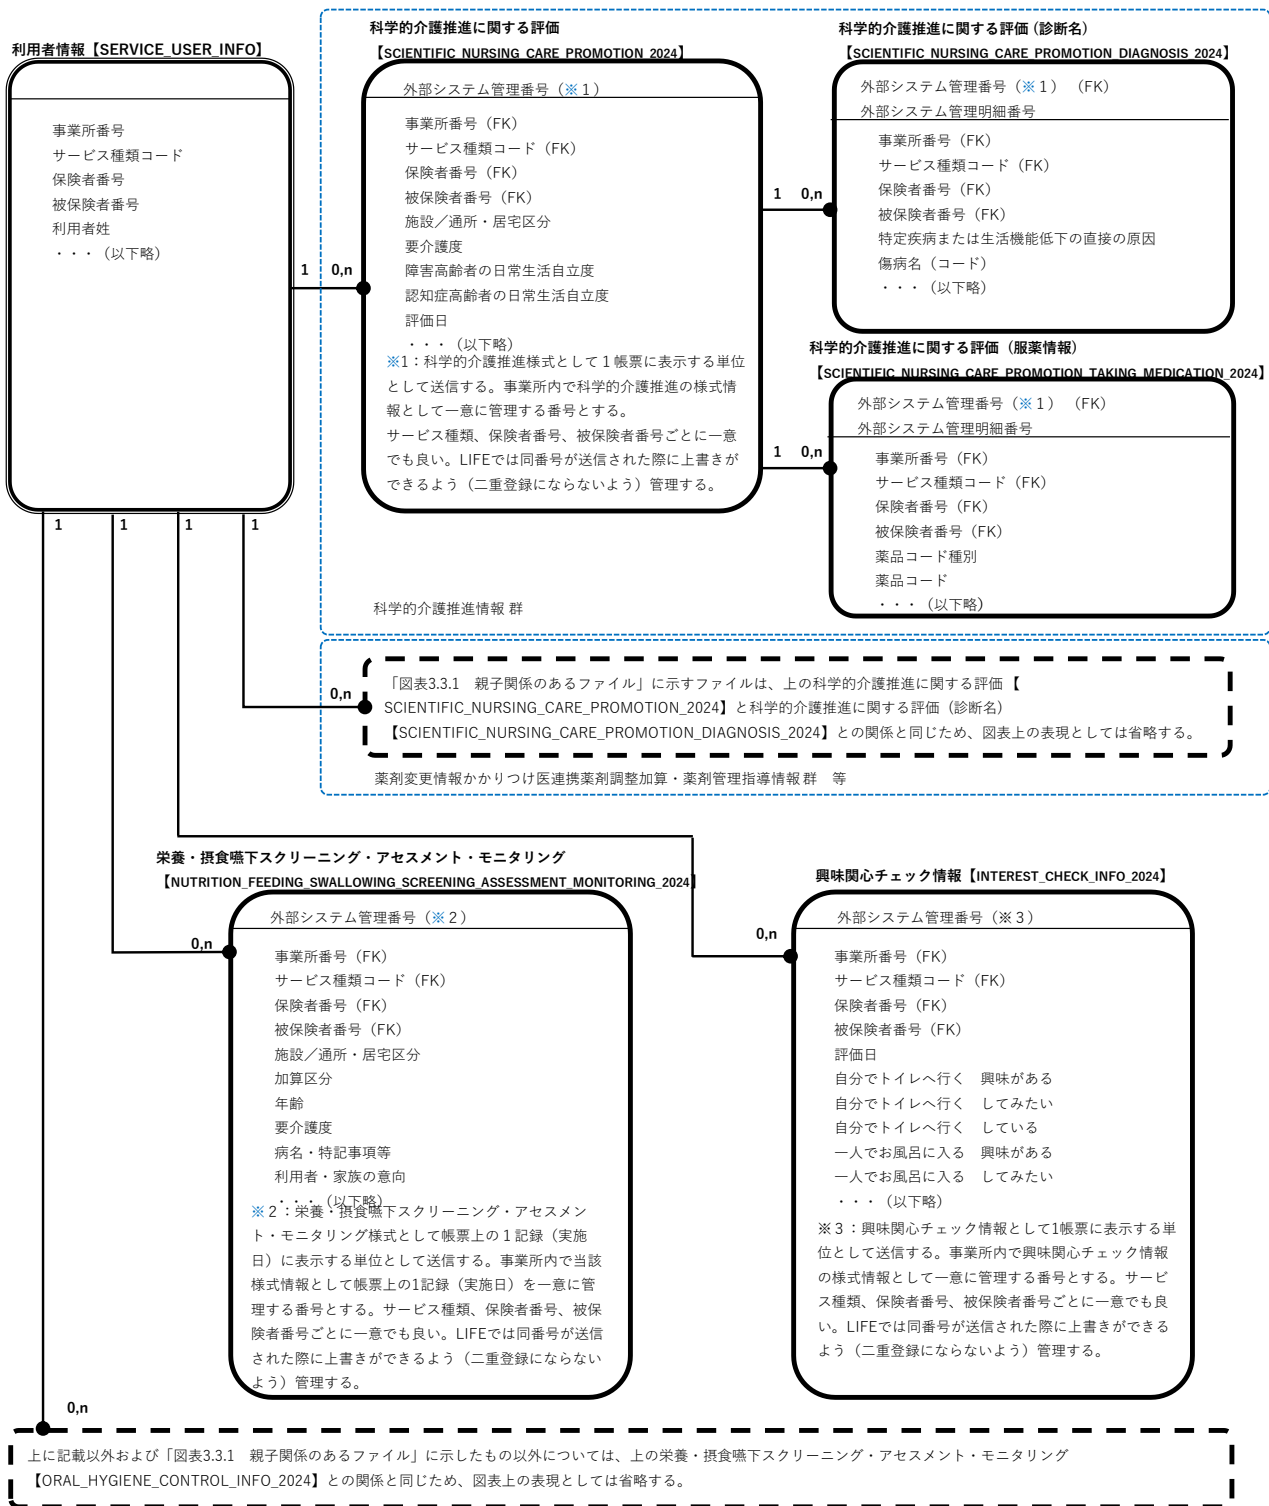 利用者情報【SERVICE_USER_INFO】
事業所番号
サービス種類コード
保険者番号
被保険者番号
利用者姓
・・・（以下略）
1 0,n
科学的介護推進に関する評価
【SCIENTIFIC_NURSING_CARE_PROMOTION_2024】
外部システム管理番号（※１）
事業所番号（FK）
サービス種類コード（FK）
保険者番号（FK）
被保険者番号（FK）
施設／通所・居宅区分
要介護度
障害高齢者の日常生活自立度
認知症高齢者の日常生活自立度
評価日
・・・（以下略）
※1：科学的介護推進様式として１帳票に表示する単位
として送信する。事業所内で科学的介護推進の様式情
報として一意に管理する番号とする。
サービス種類、保険者番号、被保険者番号ごとに一意
でも良い。LIFEでは同番号が送信された際に上書きが
できるよう（二重登録にならないよう）管理する。
1 0,n
科学的介護推進に関する評価（診断名）
【SCIENTIFIC_NURSING_CARE_PROMOTION_DIAGNOSIS_2024】
外部システム管理番号（※１）（FK）
外部システム管理明細番号
事業所番号（FK）
サービス種類コード（FK）
保険者番号（FK）
被保険者番号（FK）
特定疾病または生活機能低下の直接の原因
傷病名（コード）
・・・（以下略）
1 0,n
科学的介護推進に関する評価（服薬情報）
【SCIENTIFIC_NURSING_CARE_PROMOTION_TAKING_MEDICATION_2024】
外部システム管理番号（※１）（FK）
外部システム管理明細番号
事業所番号（FK）
サービス種類コード（FK）
保険者番号（FK）
被保険者番号（FK）
薬品コード種別
薬品コード
・・・（以下略）
科学的介護推進情報 群
1 1 1 1
0,n
「図表3.3.1　親子関係のあるファイル」に示すファイルは、上の科学的介護推進に関する評価【
SCIENTIFIC_NURSING_CARE_PROMOTION_2024】と科学的介護推進に関する評価（診断名）
【SCIENTIFIC_NURSING_CARE_PROMOTION_DIAGNOSIS_2024】との関係と同じため、図表上の表現としては省略する。
薬剤変更情報かかりつけ医連携薬剤調整加算・薬剤管理指導情報群　等
栄養・摂食嚥下スクリーニング・アセスメント・モニタリング
【NUTRITION_FEEDING_SWALLOWING_SCREENING_ASSESSMENT_MONITORING_2024】
0,n
外部システム管理番号（※２）
事業所番号（FK）
サービス種類コード（FK）
保険者番号（FK）
被保険者番号（FK）
施設／通所・居宅区分
加算区分
年齢
要介護度
病名・特記事項等
利用者・家族の意向
・・・（以下略）
※２：栄養・摂食嚥下スクリーニング・アセスメン
ト・モニタリング様式として帳票上の１記録（実施
日）に表示する単位として送信する。事業所内で当該
様式情報として帳票上の1記録（実施日）を一意に管
理する番号とする。サービス種類、保険者番号、被保
険者番号ごとに一意でも良い。LIFEでは同番号が送信
された際に上書きができるよう（二重登録にならない
よう）管理する。
興味関心チェック情報【INTEREST_CHECK_INFO_2024】
0,n
外部システム管理番号（※３）
事業所番号（FK）
サービス種類コード（FK）
保険者番号（FK）
被保険者番号（FK）
評価日
自分でトイレへ行く　興味がある
自分でトイレへ行く　してみたい
自分でトイレへ行く　している
一人でお風呂に入る　興味がある
一人でお風呂に入る　してみたい
・・・（以下略）
※３：興味関心チェック情報として1帳票に表示する単
位として送信する。事業所内で興味関心チェック情報
の様式情報として一意に管理する番号とする。サービ
ス種類、保険者番号、被保険者番号ごとに一意でも良
い。LIFEでは同番号が送信された際に上書きができる
よう（二重登録にならないよう）管理する。
0,n
上に記載以外および「図表3.3.1　親子関係のあるファイル」に示したもの以外については、上の栄養・摂食嚥下スクリーニング・アセスメント・モニタリング
【ORAL_HYGIENE_CONTROL_INFO_2024】との関係と同じため、図表上の表現としては省略する。